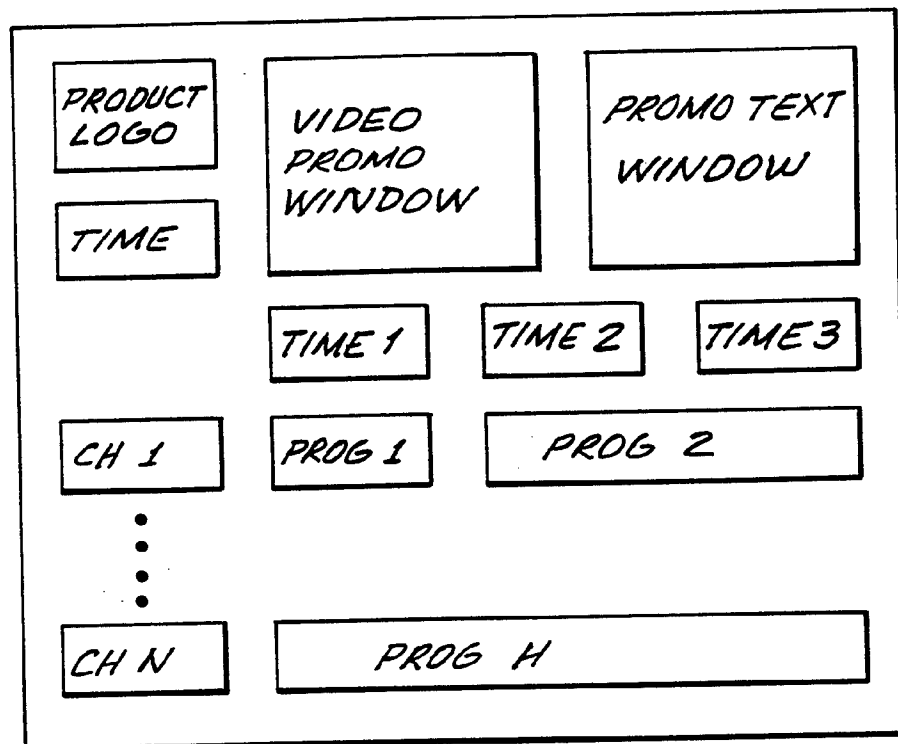 PRODUCT
LOGO
VIDEO
PROMO
WINDOW
PROMO TEXT
WINDOW
TIME
TIME 1
TIME 2
TIME 3
CH 1
PROG 1
PROG 2
CH N
PROG H